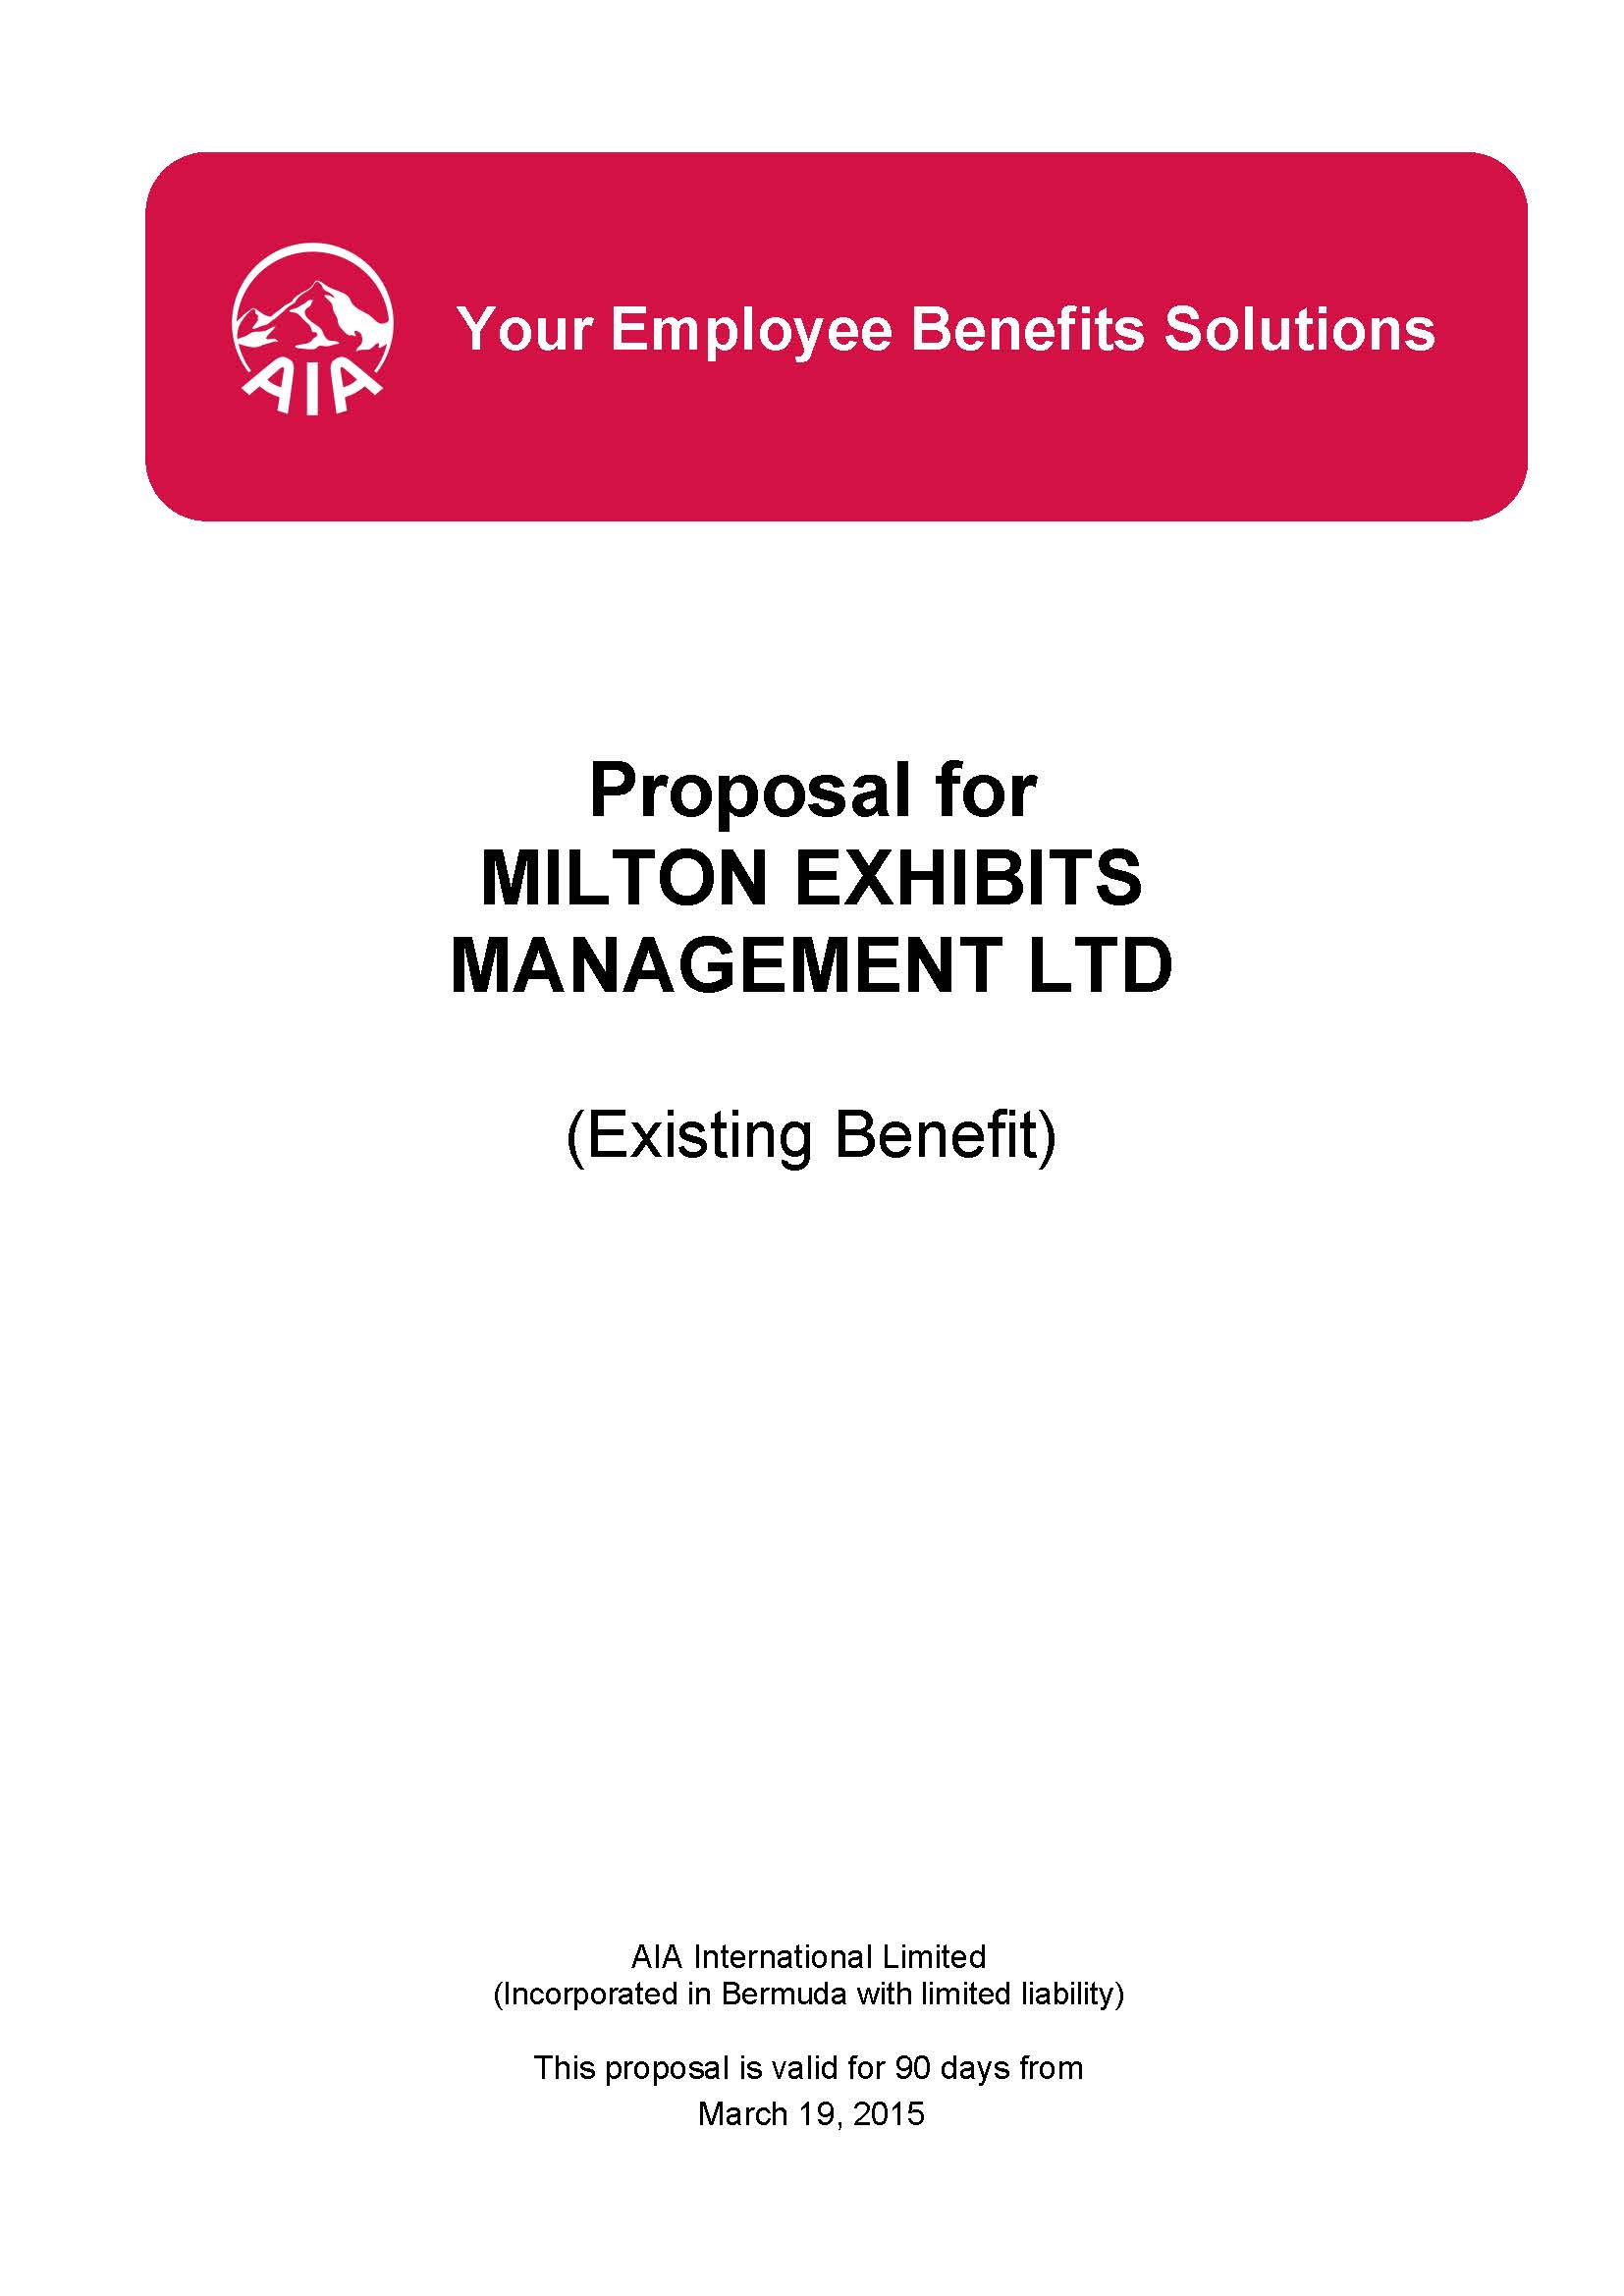 AIA
Your Employee Benefits Solutions
Proposal for
MILTON EXHIBITS
MANAGEMENT LTD
(Existing Benefit)
AIA International Limited
(Incorporated in Bermuda with limited liability)
This proposal is valid for 90 days from
March 19, 2015